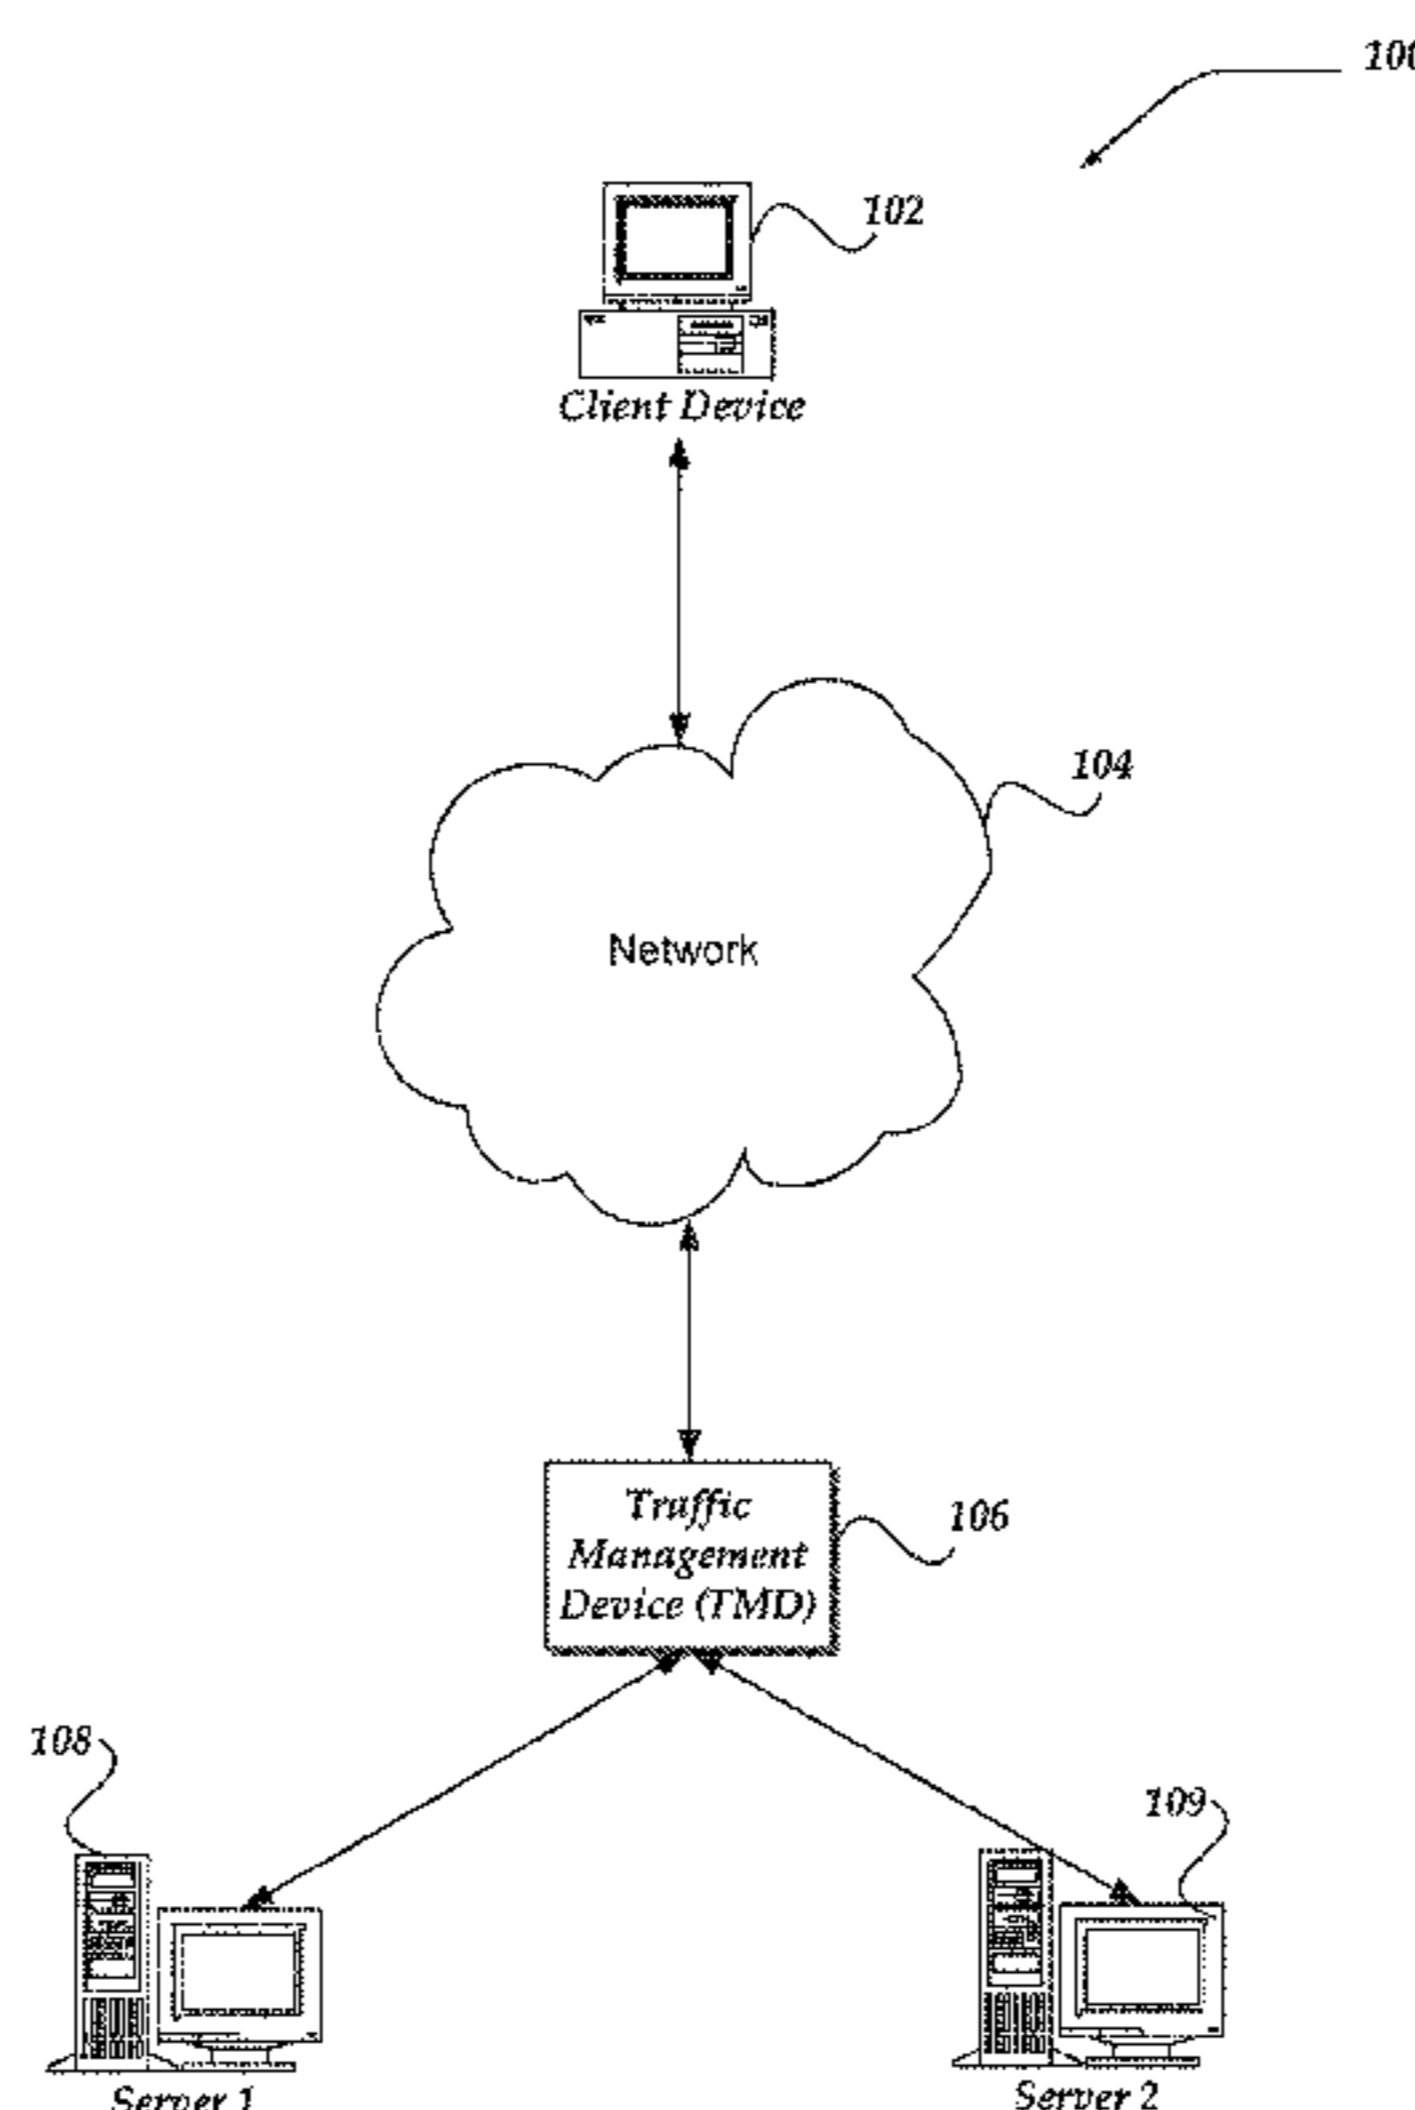 100
102
Client Device
104
Network
Traffic
Management
Device (TMD)
106
108
109
Server 1
Server 2